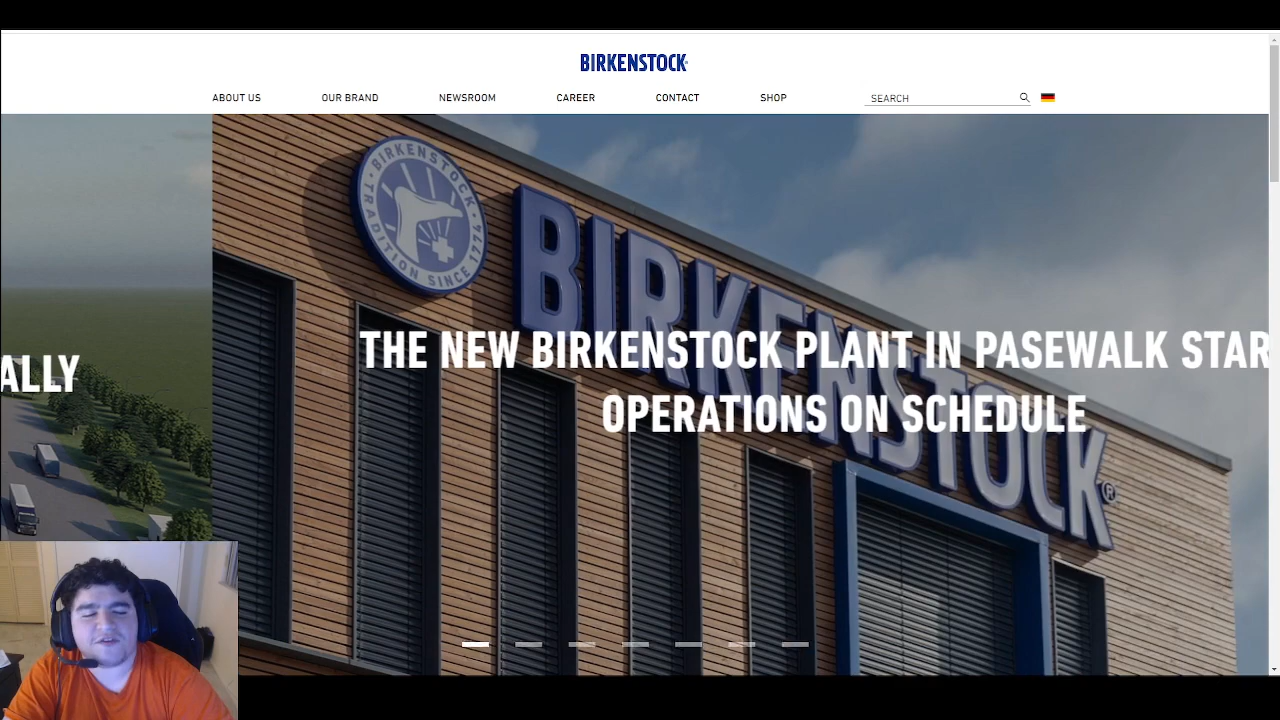 BIRKENSTOCK
ABOUT US OUR BRAND NEWSROOM CAREER CONTACT SHOP SEARCH
BIRKENSTOCK
TRADITION SINCE 1774
BIRKENSTOCK®
ALLY
THE NEW BIRKENSTOCK PLANT IN PASEWALK STAR
OPERATIONS ON SCHEDULE